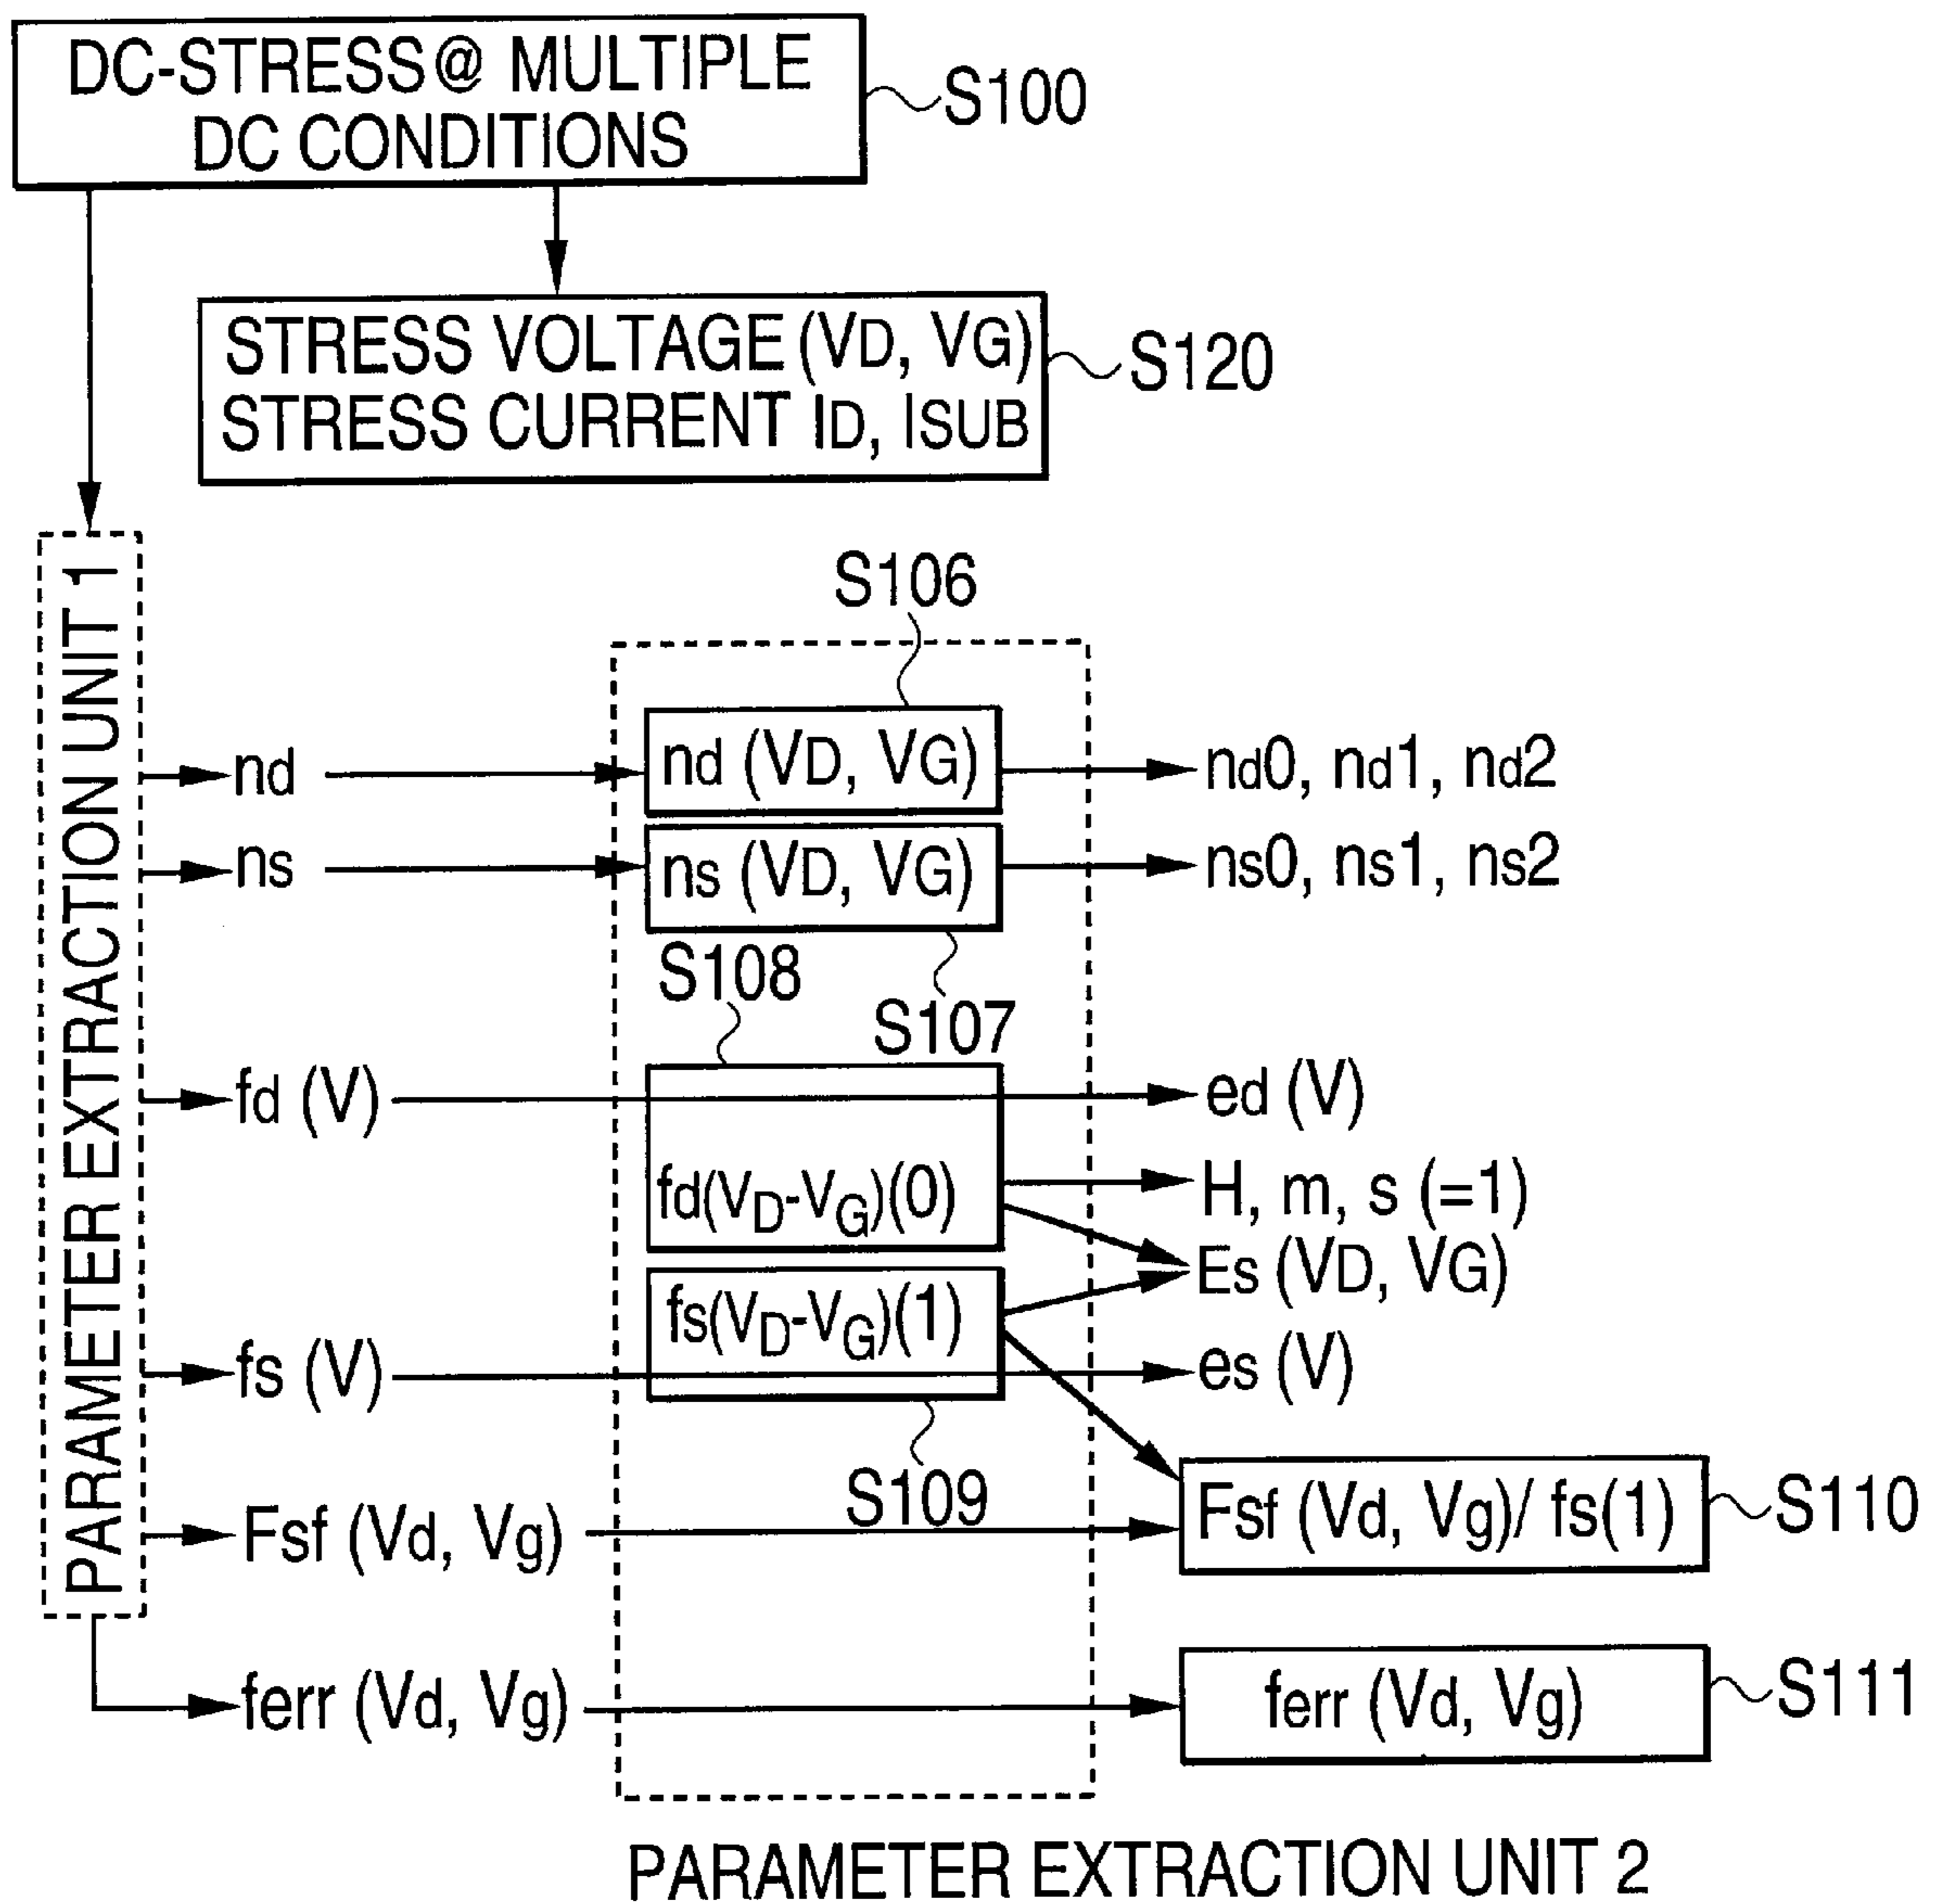 DC-STRESS @ MULTIPLE
DC CONDITIONS
S100
STRESS VOLTAGE (VD, VG)
STRESS CURRENT ID, ISUB
S120
PARAMETER EXTRACTION UNIT 1
S106
nd
nd (VD, VG)
nd0, nd1, nd2
ns
ns (VD, VG)
ns0, ns1, ns2
S108
S107
fd (V)
ed (V)
fd(VD-VG)(0)
H, m, s (=1)
Es (VD, VG)
fs(VD-VG)(1)
fs (V)
es (V)
S109
Fsf (Vd, Vg)
Fsf (Vd, Vg)/ fs(1)
S110
ferr (Vd, Vg)
ferr (Vd, Vg)
S111
PARAMETER EXTRACTION UNIT 2